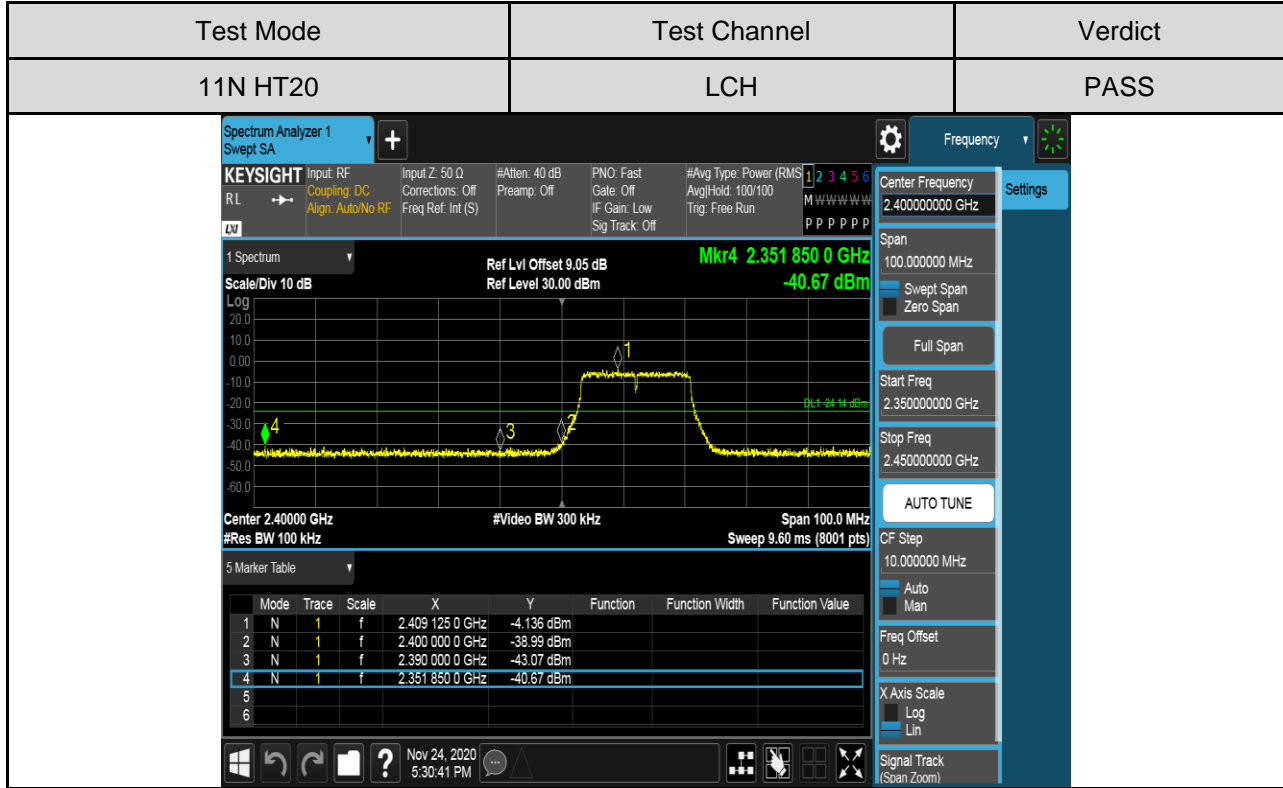 Test Mode Test Channel Verdict
11N HT20 LCH PASS
Spectrum Analyzer 1
Swept SA
+
Frequency
KEYSIGHT Input: RF Input Z: 50 Ω #Atten: 40 dB PNO: Fast #Avg Type: Power (RMS 1 2 3 4 5 6
RL Coupling: DC Corrections: Off Preamp: Off Gate: Off Avg|Hold: 100/100 M W W W W W
Align: Auto/No RF Freq Ref: Int (S) IF Gain: Low Trig: Free Run
LXI Sig Track: Off P P P P P P
1 Spectrum
Ref Lvl Offset 9.05 dB Mkr4 2.351 850 0 GHz
Scale/Div 10 dB Ref Level 30.00 dBm -40.67 dBm
Log
20.0
10.0
0.00
-10.0
-20.0
-30.0
-40.0
-50.0
-60.0
1
DL1 -24.14 dBm
4
3
2
Center 2.40000 GHz #Video BW 300 kHz Span 100.0 MHz
#Res BW 100 kHz Sweep 9.60 ms (8001 pts)
5 Marker Table
Mode Trace Scale X Y Function Function Width Function Value
1 N 1 f 2.409 125 0 GHz -4.136 dBm
2 N 1 f 2.400 000 0 GHz -38.99 dBm
3 N 1 f 2.390 000 0 GHz -43.07 dBm
4 N 1 f 2.351 850 0 GHz -40.67 dBm
5
6
?
Nov 24, 2020
5:30:41 PM
Center Frequency
2.400000000 GHz
Settings
Span
100.000000 MHz
Swept Span
Zero Span
Full Span
Start Freq
2.350000000 GHz
Stop Freq
2.450000000 GHz
AUTO TUNE
CF Step
10.000000 MHz
Auto
Man
Freq Offset
0 Hz
X Axis Scale
Log
Lin
Signal Track
(Span Zoom)